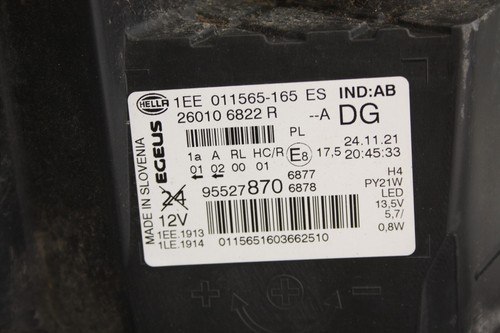 HELLA 1EE 011565-165 ES IND:AB
26010 6822 R --A DG
MADE IN SLOVENIA
EGEUS
PL 24.11.21
1a A RL HC/R E8 17,5 20:45:33
01 02 00 01
6877 H4
95527870 6878 PY21W
LED
24
12V 13,5V
5,7/
0,8W
1EE.1913
1LE.1914 0115651603662510